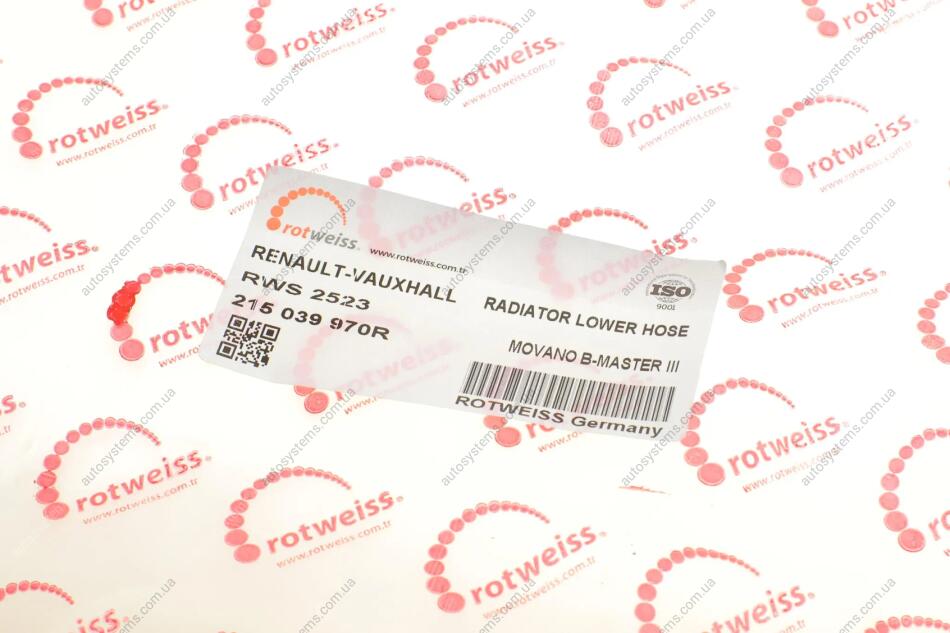 rotweiss.
www.rotweiss.com.tr
RENAULT-VAUXHALL
RWS 2523
215 039 970R
RADIATOR LOWER HOSE
ISO
9001
MOVANO B-MASTER III
ROTWEISS Germany
rotweiss®
www.rotweiss.com.tr
autosystems.com.ua